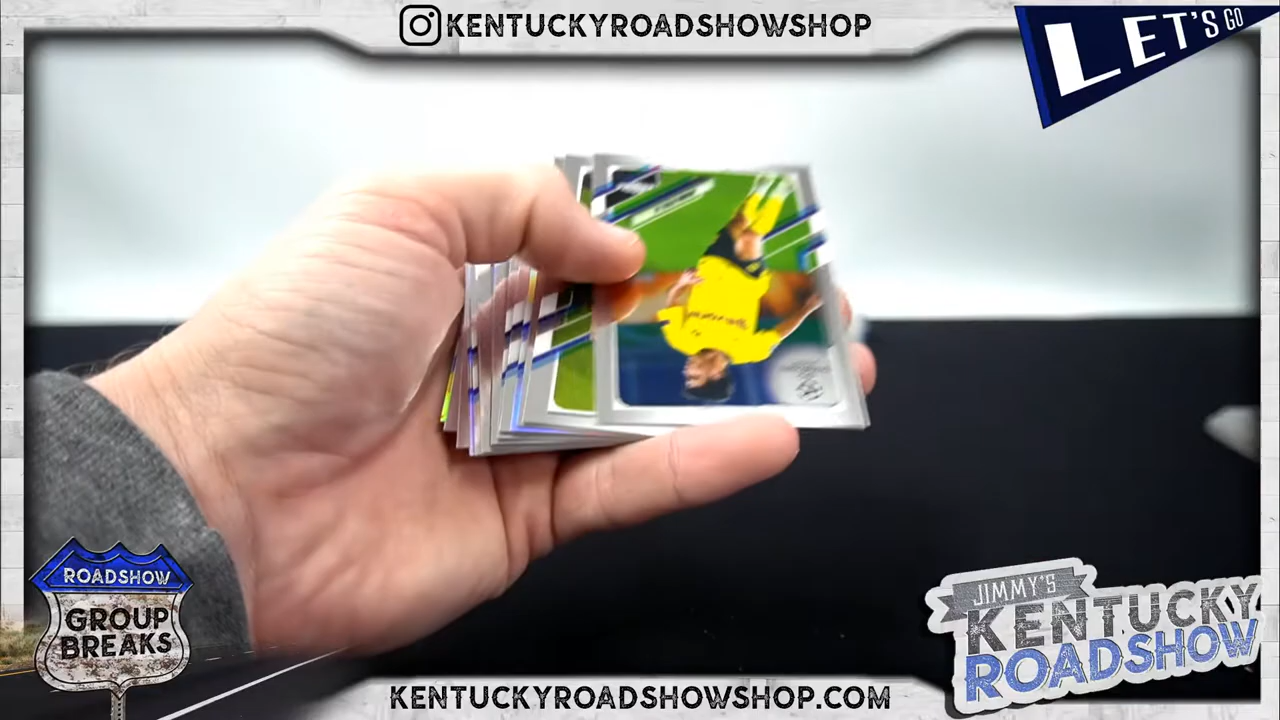 KENTUCKYROADSHOWSHOP
LET'S GO
ROADSHOW
GROUP
BREAKS
JIMMY'S
KENTUCKY
ROADSHOW
KENTUCKYROADSHOWSHOP.COM